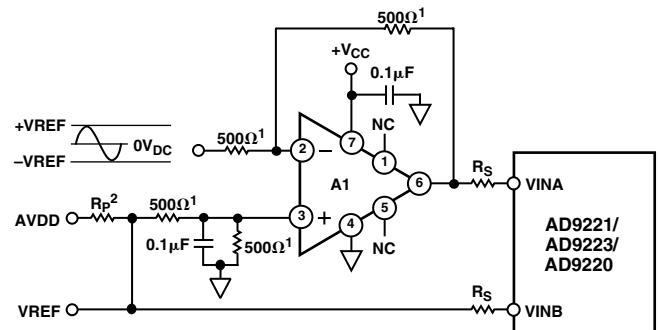 500Ω¹
+VCC
0.1µF
+VREF
0VDC
–VREF
500Ω¹
NC
2
–
7
1
A1
6
RS
VINA
AVDD
RP²
500Ω¹
3
+
5
4
NC
0.1µF
500Ω¹
AD9221/
AD9223/
AD9220
VREF
RS
VINB